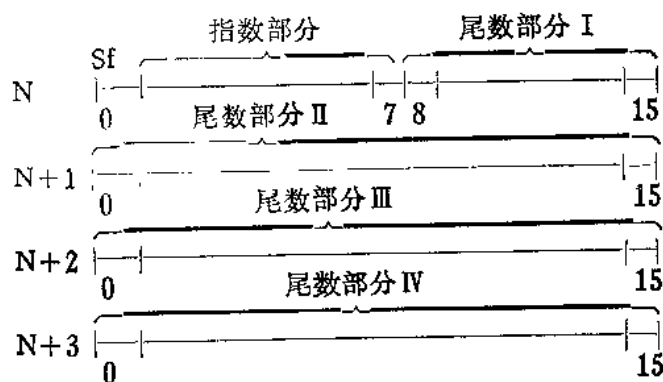 指数部分 尾数部分 I
Sf
N
0 7 8 15
尾数部分 II
N+1
0 15
尾数部分 III
N+2
0 15
尾数部分 IV
N+3
0 15